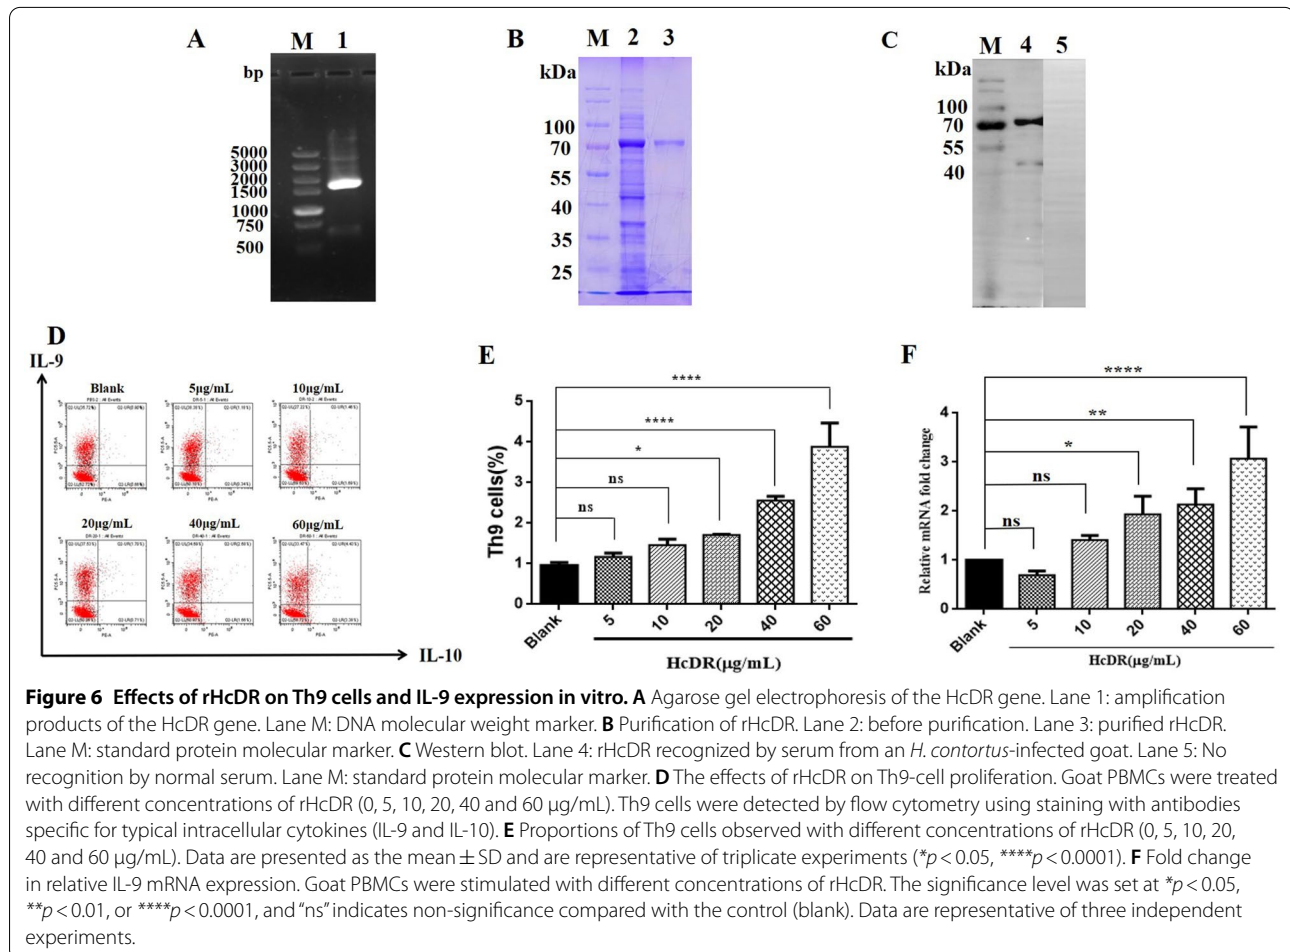 A
M 1
bp
5000
3000
2000
1500
1000
750
500
B
M 2 3
kDa
100
70
55
40
35
25
C
M 4 5
kDa
100
70
55
40
D
IL-9
Blank
5μg/mL
10μg/mL
20μg/mL
40μg/mL
60μg/mL
IL-10
E
Th9 cells(%)
5
4
3
2
1
0
ns
ns
*
****
****
Blank
5
10
20
40
60
HcDR(μg/mL)
F
Relative mRNA fold change
4
3
2
1
0
ns
ns
*
**
****
Blank
5
10
20
40
60
HcDR(μg/mL)
Figure 6 Effects of rHcDR on Th9 cells and IL-9 expression in vitro. A Agarose gel electrophoresis of the HcDR gene. Lane 1: amplification
products of the HcDR gene. Lane M: DNA molecular weight marker. B Purification of rHcDR. Lane 2: before purification. Lane 3: purified rHcDR.
Lane M: standard protein molecular marker. C Western blot. Lane 4: rHcDR recognized by serum from an H. contortus-infected goat. Lane 5: No
recognition by normal serum. Lane M: standard protein molecular marker. D The effects of rHcDR on Th9-cell proliferation. Goat PBMCs were treated
with different concentrations of rHcDR (0, 5, 10, 20, 40 and 60 μg/mL). Th9 cells were detected by flow cytometry using staining with antibodies
specific for typical intracellular cytokines (IL-9 and IL-10). E Proportions of Th9 cells observed with different concentrations of rHcDR (0, 5, 10, 20,
40 and 60 μg/mL). Data are presented as the mean ± SD and are representative of triplicate experiments (*p < 0.05, ****p < 0.0001). F Fold change
in relative IL-9 mRNA expression. Goat PBMCs were stimulated with different concentrations of rHcDR. The significance level was set at *p < 0.05,
**p < 0.01, or ****p < 0.0001, and “ns” indicates non-significance compared with the control (blank). Data are representative of three independent
experiments.